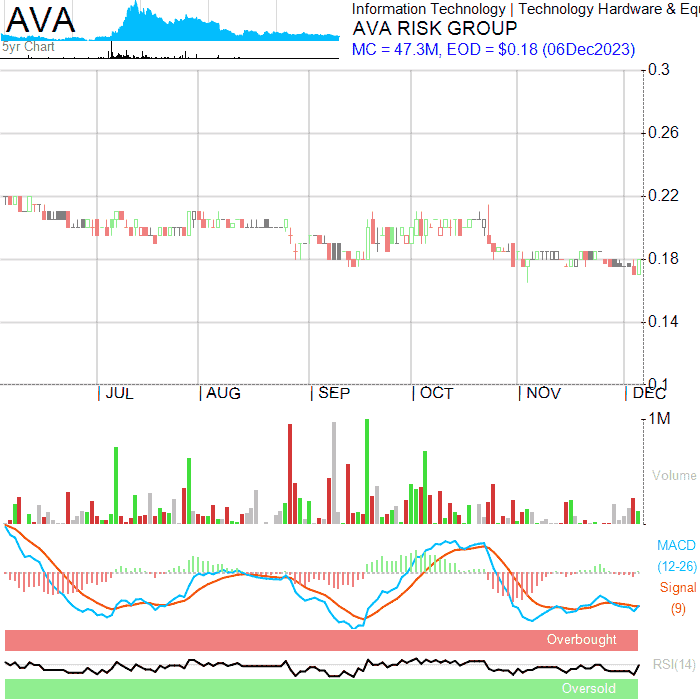 AVA
5yr Chart
Information Technology | Technology Hardware & Equ
AVA RISK GROUP
MC = 47.3M, EOD = $0.18 (06Dec2023)
0.3
0.26
0.22
0.18
0.14
0.1
JUL AUG SEP OCT NOV DEC
1M
Volume
MACD
(12-26)
Signal
(9)
Overbought
RSI(14)
Oversold